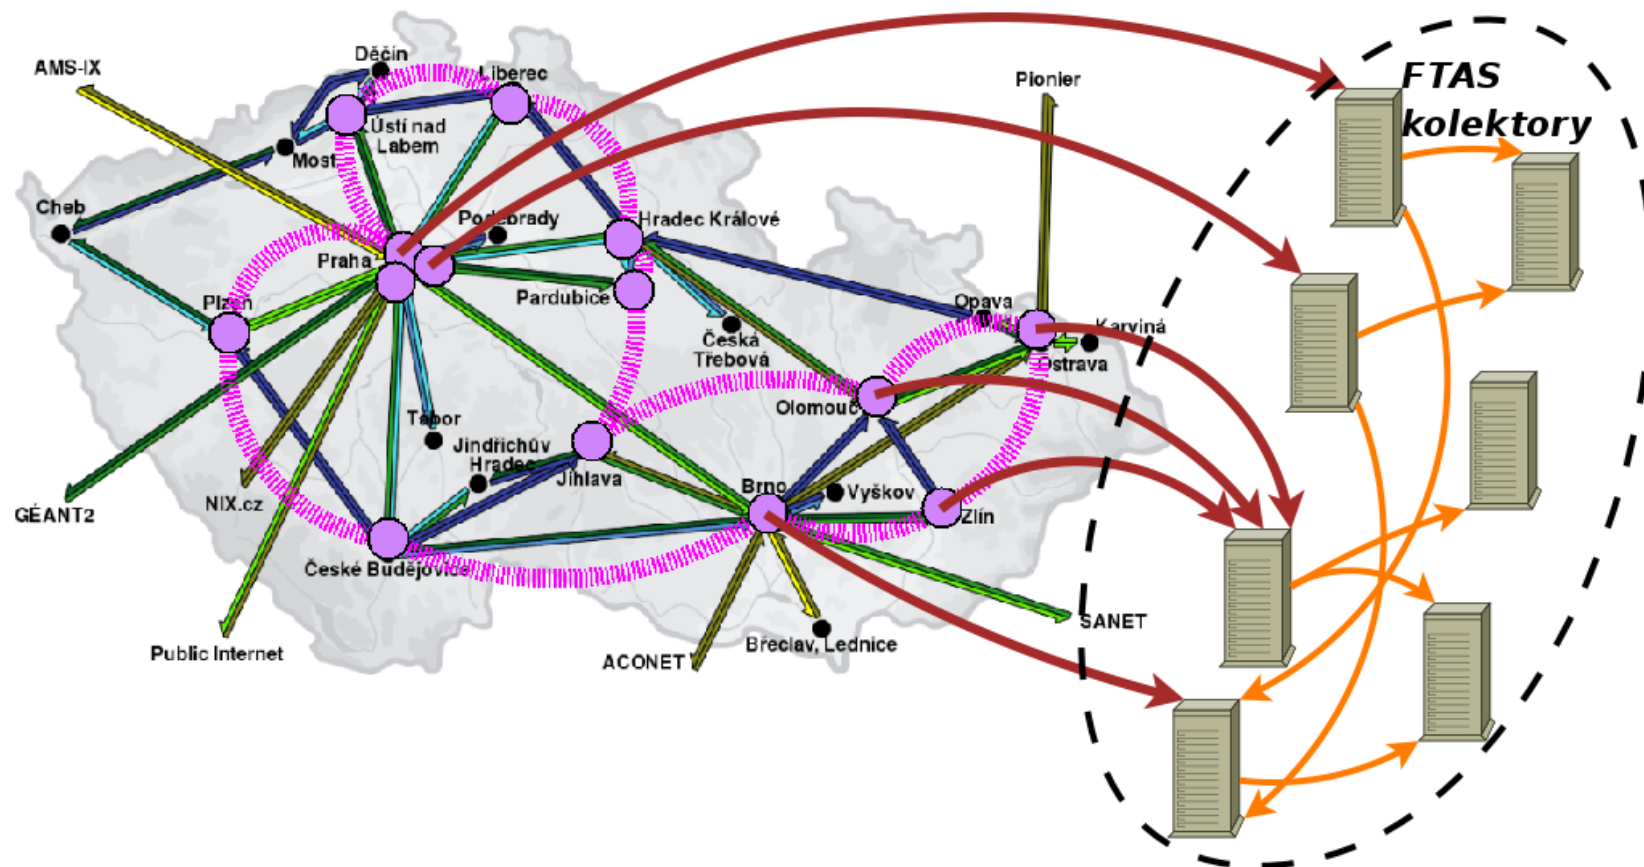 Děčín
AMS-IX
Liberec
Pionier
FTAS
kolektory
Ústí nad
Labem
Most
Cheb
Poděbrady
Hradec Králové
Praha
Plzeň
Pardubice
Opava
Karviná
Česká
Třebová
Ostrava
Olomouc
Tábor
Jindřichův
Hradec
Jihlava
NIX.cz
GÉANT2
Brno
Vyškov
Zlín
České Budějovice
SANET
Public Internet
ACONET
Břeclav, Lednice